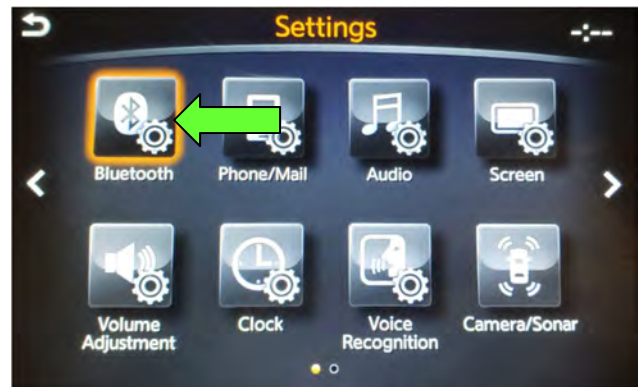 Settings
-:--
Bluetooth
Phone/Mail
Audio
Screen
Volume
Adjustment
Clock
Voice
Recognition
Camera/Sonar